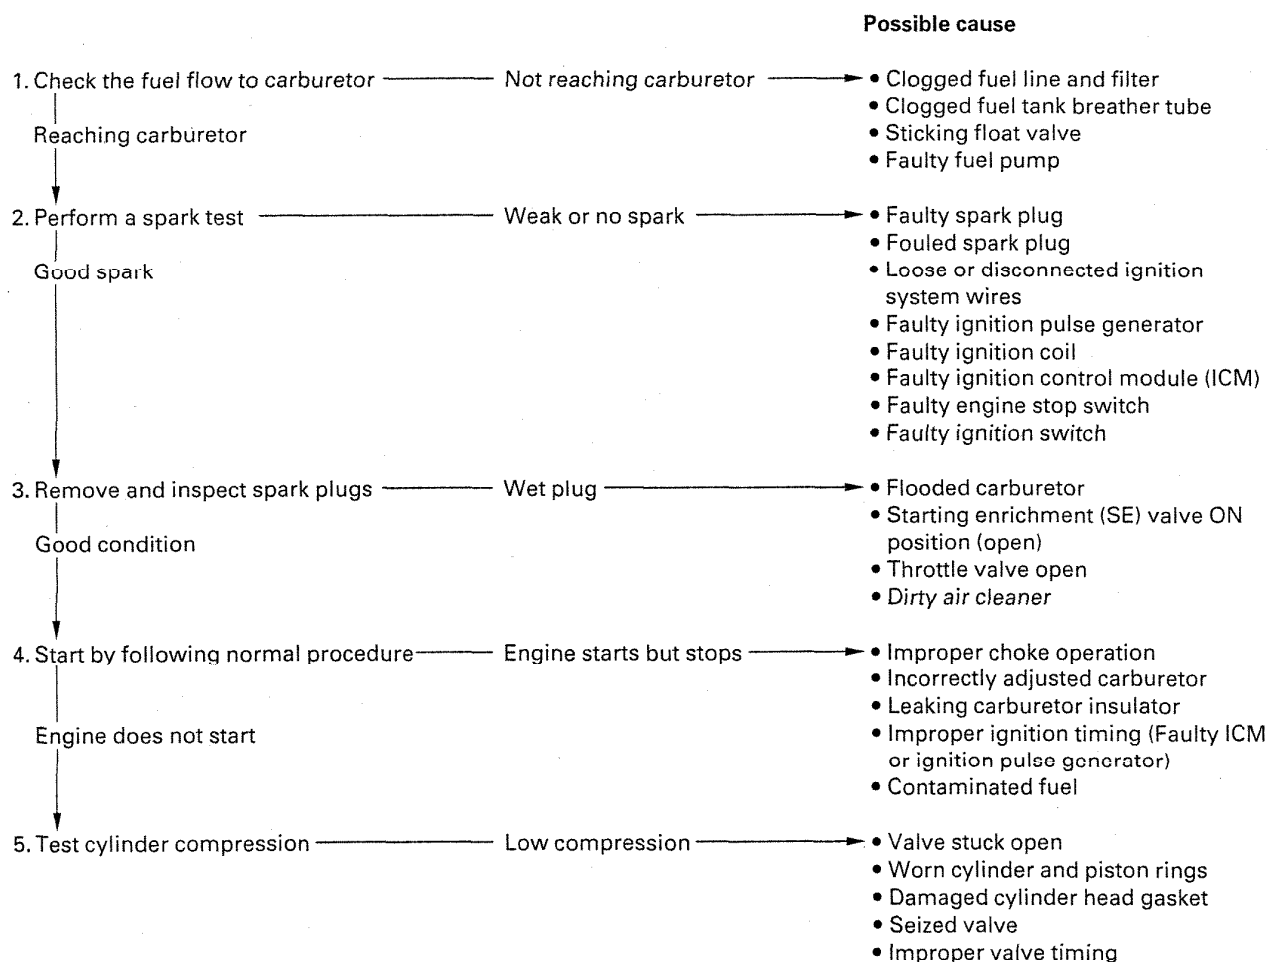 Possible cause
1. Check the fuel flow to carburetor Not reaching carburetor • Clogged fuel line and filter
• Clogged fuel tank breather tube
Reaching carburetor • Sticking float valve
• Faulty fuel pump
2. Perform a spark test Weak or no spark • Faulty spark plug
• Fouled spark plug
Good spark • Loose or disconnected ignition
system wires
• Faulty ignition pulse generator
• Faulty ignition coil
• Faulty ignition control module (ICM)
• Faulty engine stop switch
• Faulty ignition switch
3. Remove and inspect spark plugs Wet plug • Flooded carburetor
• Starting enrichment (SE) valve ON
Good condition position (open)
• Throttle valve open
• Dirty air cleaner
4. Start by following normal procedure Engine starts but stops • Improper choke operation
• Incorrectly adjusted carburetor
• Leaking carburetor insulator
Engine does not start • Improper ignition timing (Faulty ICM
or ignition pulse generator)
• Contaminated fuel
5. Test cylinder compression Low compression • Valve stuck open
• Worn cylinder and piston rings
• Damaged cylinder head gasket
• Seized valve
• Improper valve timing